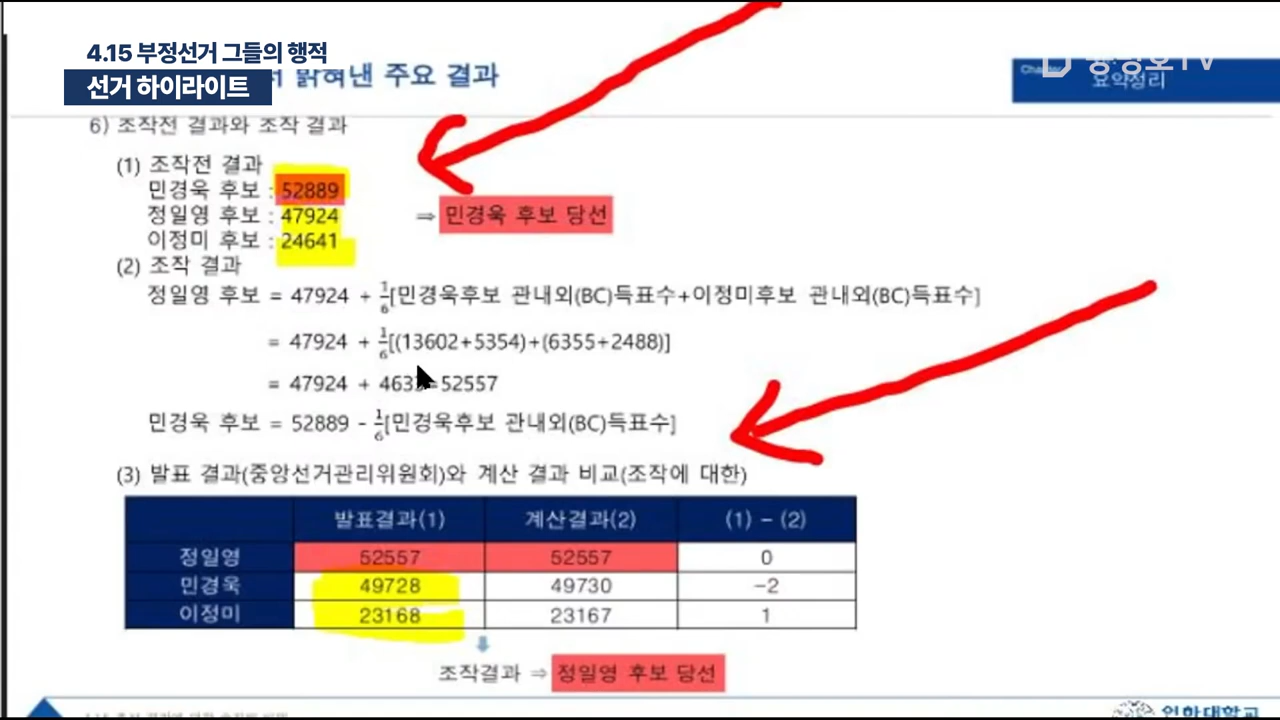 4.15 부정선거 그들의 행적
선거 하이라이트
밝혀낸 주요 결과
요약정리
6) 조작전 결과와 조작 결과
(1) 조작전 결과
민경욱 후보 : 52889
정일영 후보 : 47924 ⇒ 민경욱 후보 당선
이정미 후보 : 24641
(2) 조작 결과
정일영 후보 = 47924 + 1/6[민경욱후보 관내외(BC)득표수+이정미후보 관내외(BC)득표수]
= 47924 + 1/6[(13602+5354)+(6355+2488)]
= 47924 + 463 =52557
민경욱 후보 = 52889 - 1/6[민경욱후보 관내외(BC)득표수]
(3) 발표 결과(중앙선거관리위원회)와 계산 결과 비교(조작에 대한)
발표결과(1) 계산결과(2) (1) - (2)
정일영 52557 52557 0
민경욱 49728 49730 -2
이정미 23168 23167 1
조작결과 ⇒ 정일영 후보 당선
인하대학교